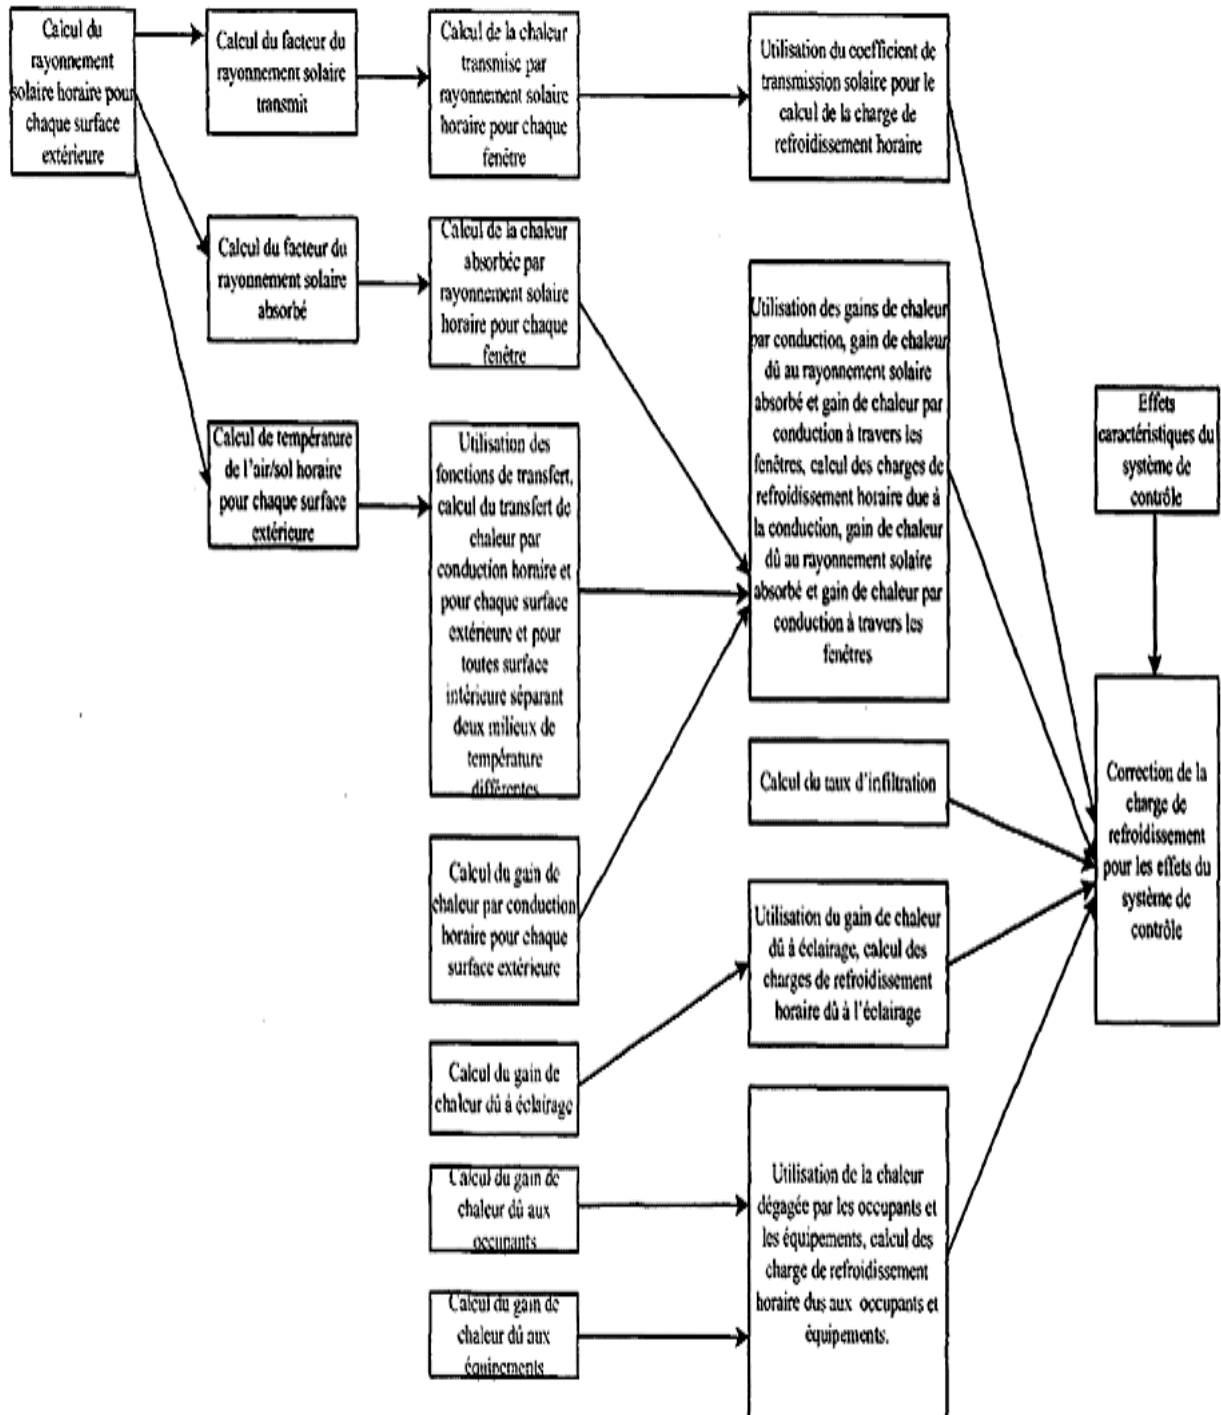 Calcul du
rayonnement
solaire horaire pour
chaque surface
extérieure
Calcul du facteur du
rayonnement solaire
transmit
Calcul de la chaleur
transmise par
rayonnement solaire
horaire pour chaque
fenêtre
Utilisation du coefficient de
transmission solaire pour le
calcul de la charge de
refroidissement horaire
Calcul du facteur du
rayonnement solaire
absorbé
Calcul de la chaleur
absorbée par
rayonnement solaire
horaire pour chaque
fenêtre
Utilisation des gains de chaleur
par conduction, gain de chaleur
dû au rayonnement solaire
absorbé et gain de chaleur par
conduction à travers les
fenêtres, calcul des charges de
refroidissement horaire due à
la conduction, gain de chaleur
dû au rayonnement solaire
absorbé et gain de chaleur par
conduction à travers les
fenêtres
Effets
caractéristiques du
système de
contrôle
Calcul de température
de l'air/sol horaire
pour chaque surface
extérieure
Utilisation des
fonctions de transfert,
calcul du transfert de
chaleur par
conduction horaire et
pour chaque surface
extérieure et pour
toutes surface
intérieure séparant
deux milieux de
température
différentes
Calcul du taux d'infiltration
Correction de la
charge de
refroidissement
pour les effets du
système de
contrôle
Calcul du gain de
chaleur par conduction
horaire pour chaque
surface extérieure
Utilisation du gain de chaleur
dû à éclairage, calcul des
charges de refroidissement
horaire dû à l'éclairage
Calcul du gain de
chaleur dû à éclairage
Calcul du gain de
chaleur dû aux
occupants
Utilisation de la chaleur
dégagée par les occupants et
les équipements, calcul des
charge de refroidissement
horaire dus aux occupants et
équipements.
Calcul du gain de
chaleur dû aux
équipements